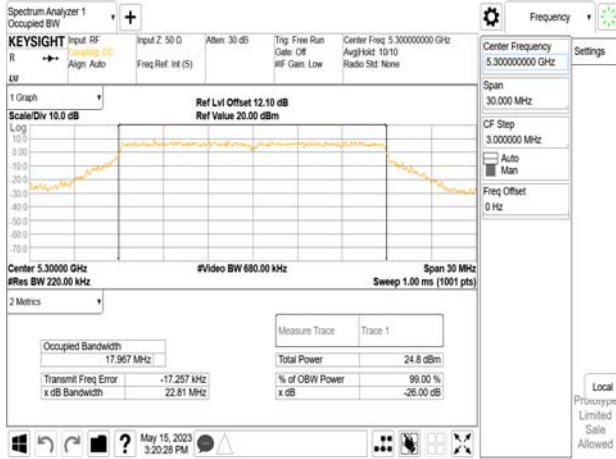 Spectrum Analyzer 1
Occupied BW
Frequency
KEYSIGHT
R
Input: RF
Coupling: DC
Align: Auto
Input Z: 50 Ω
Freq Ref: Int (S)
Atten: 30 dB
Trig: Free Run
Gate: Off
#IF Gain: Low
Center Freq: 5.300000000 GHz
Avg|Hold: 10/10
Radio Std: None
Center Frequency
5.300000000 GHz
Settings
Span
30.000 MHz
CF Step
3.000000 MHz
Auto
Man
Freq Offset
0 Hz
1 Graph
Scale/Div 10.0 dB
Ref Lvl Offset 12.10 dB
Ref Value 20.00 dBm
Log
10.0
0.00
-10.0
-20.0
-30.0
-40.0
-50.0
-60.0
-70.0
Center 5.30000 GHz
#Res BW 220.00 kHz
#Video BW 680.00 kHz
Span 30 MHz
Sweep 1.00 ms (1001 pts)
2 Metrics
Measure Trace Trace 1
Occupied Bandwidth
17.967 MHz
Total Power 24.8 dBm
Transmit Freq Error -17.257 kHz
% of OBW Power 99.00 %
x dB Bandwidth 22.81 MHz
x dB -26.00 dB
Local
Prototype
Limited
Sale
Allowed
May 15, 2023
3:20:28 PM